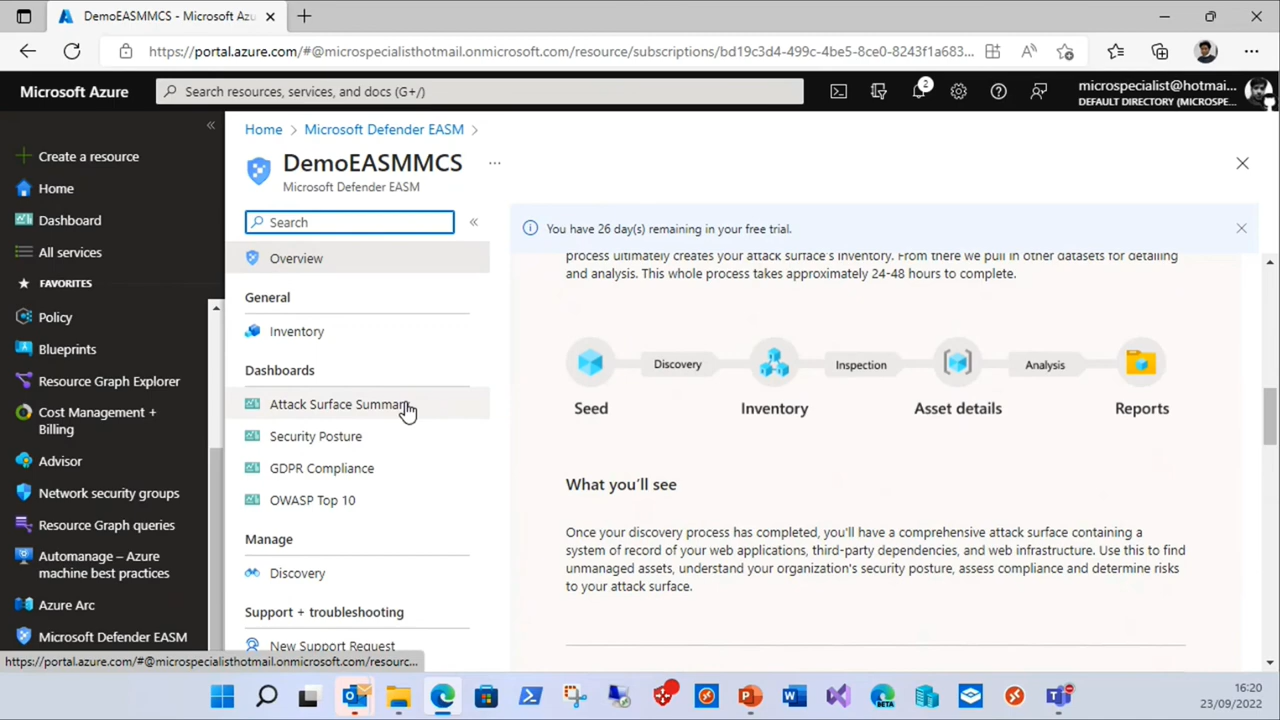 DemoEASMMCS - Microsoft Azu
https://portal.azure.com/#@microspecialisthotmail.onmicrosoft.com/resource/subscriptions/bd19c3d4-499c-4be5-8ce0-8243f1a683...
Microsoft Azure
Search resources, services, and docs (G+/)
2
microspecialist@hotmai...
DEFAULT DIRECTORY (MICROSPE...
Create a resource
Home
Dashboard
All services
FAVORITES
Policy
Blueprints
Resource Graph Explorer
Cost Management +
Billing
Advisor
Network security groups
Resource Graph queries
Automanage – Azure
machine best practices
Azure Arc
Microsoft Defender EASM
Home > Microsoft Defender EASM >
DemoEASMMCS ...
Microsoft Defender EASM
Search
Overview
General
Inventory
Dashboards
Attack Surface Summary
Security Posture
GDPR Compliance
OWASP Top 10
Manage
Discovery
Support + troubleshooting
New Support Request
You have 26 day(s) remaining in your free trial.
process ultimately creates your attack surface's inventory. From there we pull in other datasets for detailing
and analysis. This whole process takes approximately 24-48 hours to complete.
Discovery
Inspection
Analysis
Seed
Inventory
Asset details
Reports
What you'll see
Once your discovery process has completed, you'll have a comprehensive attack surface containing a
system of record of your web applications, third-party dependencies, and web infrastructure. Use this to find
unmanaged assets, understand your organization's security posture, assess compliance and determine risks
to your attack surface.
https://portal.azure.com/#@microspecialisthotmail.onmicrosoft.com/resourc...
BETA
16:20
23/09/2022